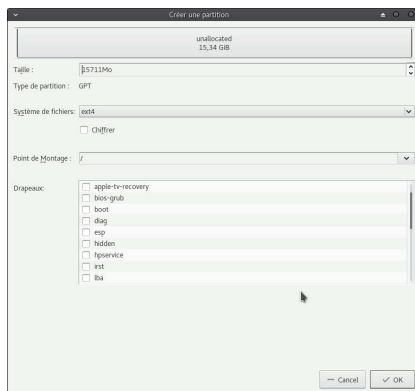 Créer une partition
unallocated
15,34 GiB
Taille : 15711Mo
Type de partition : GPT
Système de fichiers: ext4
Chiffrer
Point de Montage : /
Drapeaux:
apple-tv-recovery
bios-grub
boot
diag
esp
hidden
hpservice
irst
lba
Cancel
OK